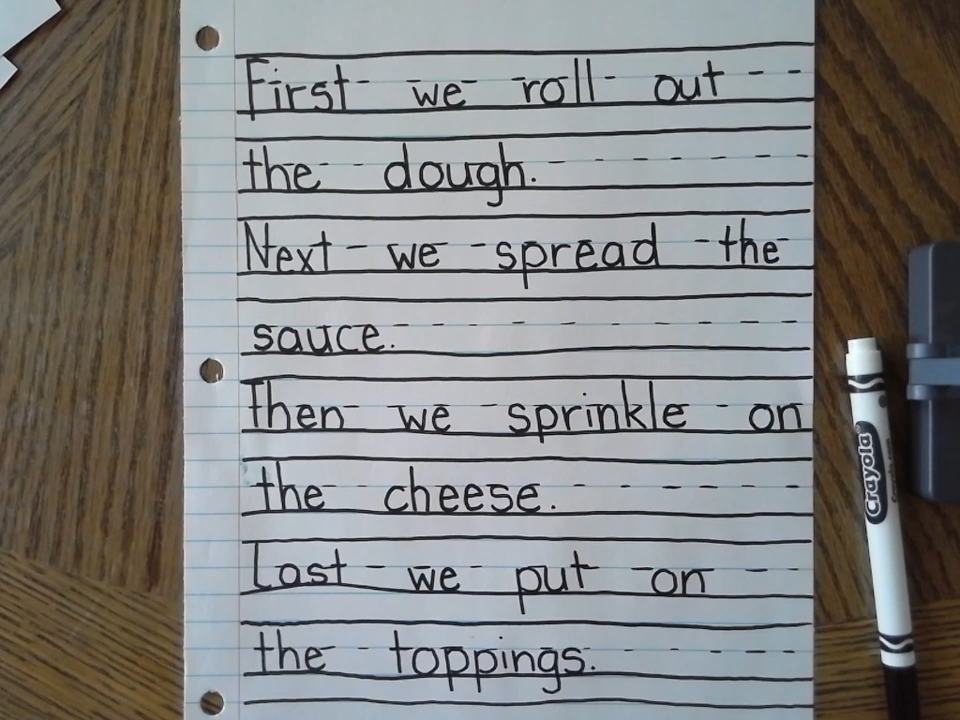 First we roll out
the dough.
Next we spread the
sauce.
Then we sprinkle on
the cheese.
Last we put on
the toppings.
Crayola